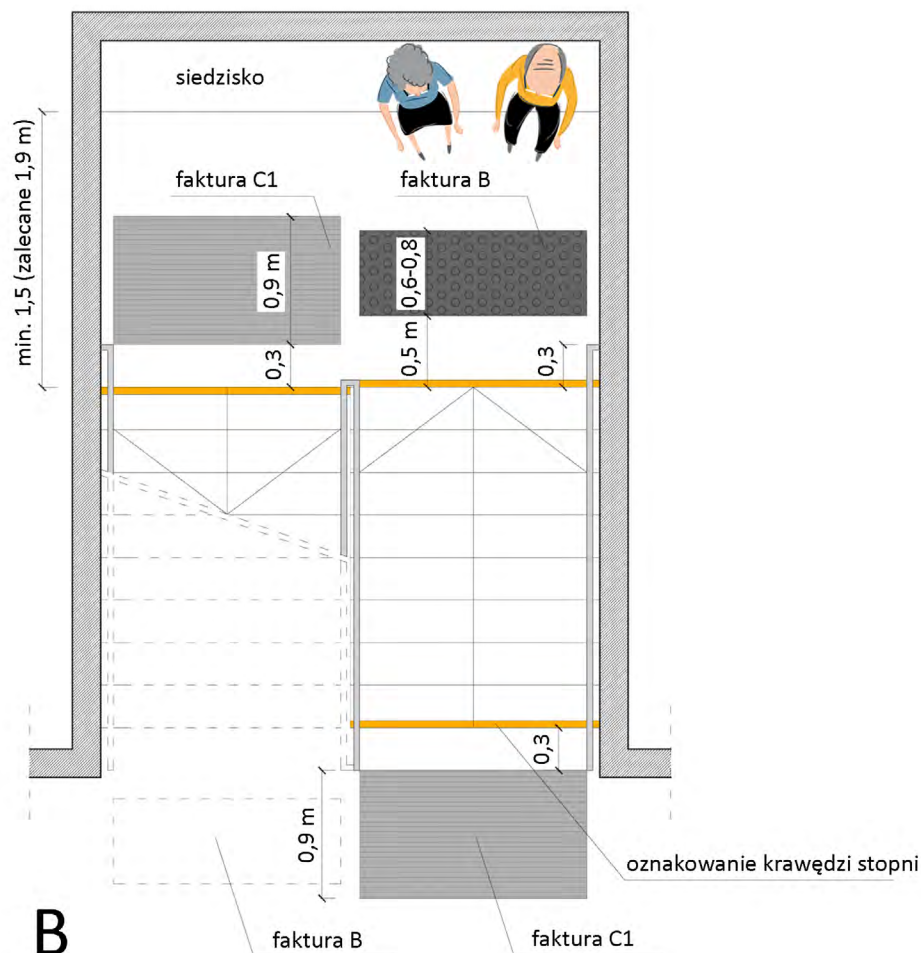 siedzisko
faktura C1
faktura B
min. 1,5 (zalecane 1,9 m)
0,9 m
0,6-0,8
0,3
0,5 m
0,3
0,3
0,9 m
oznakowanie krawędzi stopni
B
faktura B
faktura C1